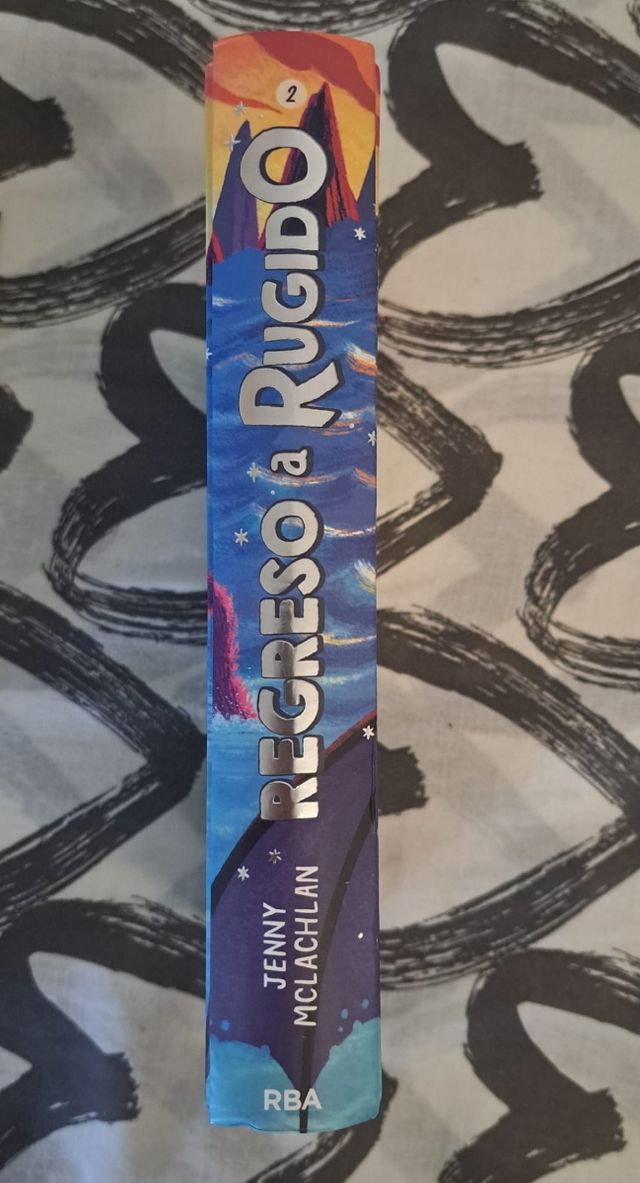 2
REGRESO a RUGIDO
JENNY
MCLACHLAN
RBA